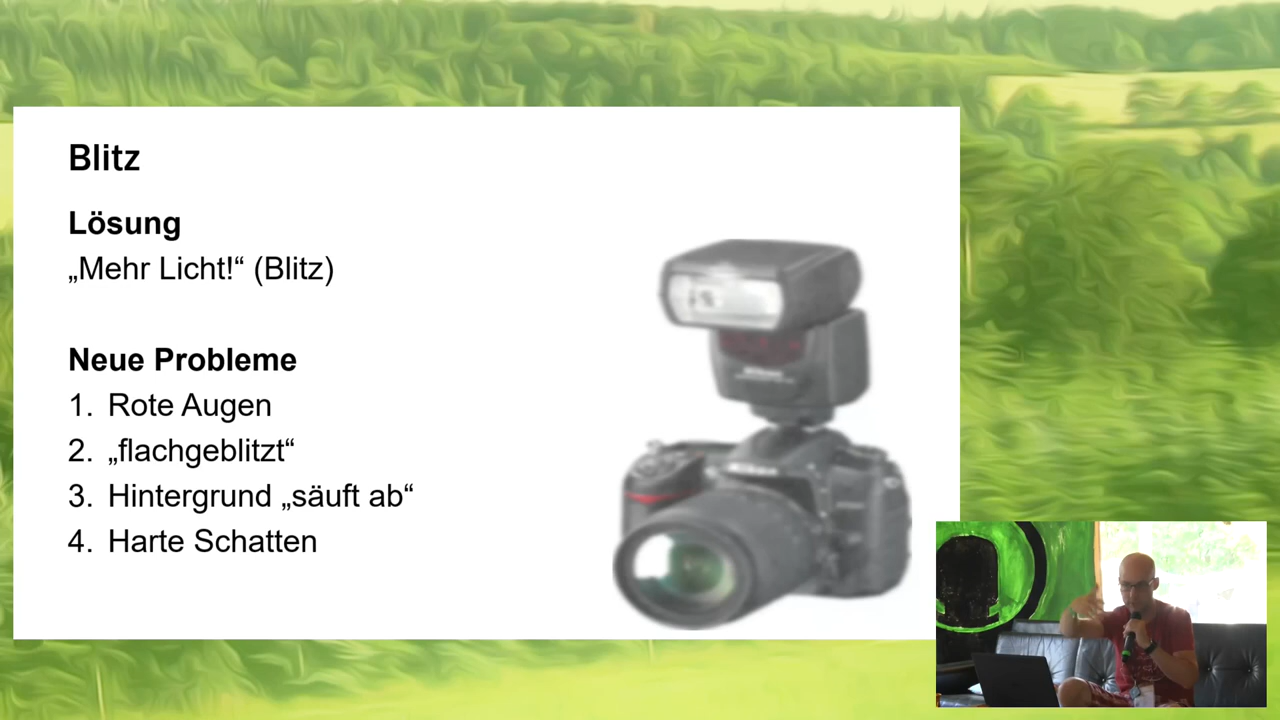 Blitz
Lösung
„Mehr Licht!“ (Blitz)
Neue Probleme
1. Rote Augen
2. „flachgeblitzt“
3. Hintergrund „säuft ab“
4. Harte Schatten